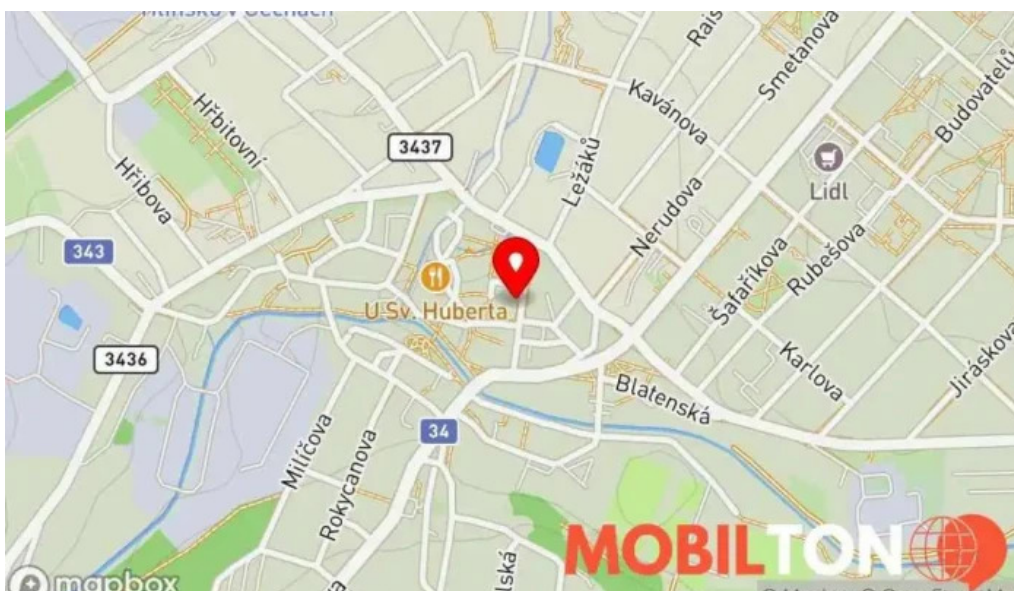 Hřbitovní
3437
Kavánova
Smetanova
Budovatelů
Hřibova
Ležáků
Lidl
Nerudova
343
Šafaříkova
Rubešova
U Sv. Huberta
3436
Karlova
Jiráskova
Blatenská
34
Milíčova
Rokycanova
MOBILTON
mapbox